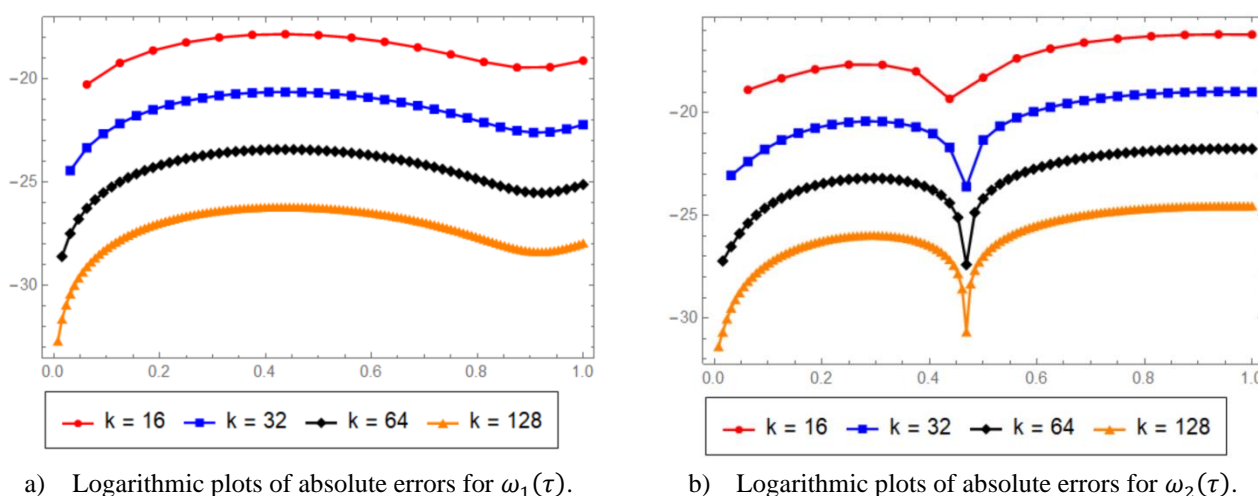 −20
−25
−30
0.0 0.2 0.4 0.6 0.8 1.0
k = 16 k = 32 k = 64 k = 128
a) Logarithmic plots of absolute errors for ω₁(τ).
−20
−25
−30
0.0 0.2 0.4 0.6 0.8 1.0
k = 16 k = 32 k = 64 k = 128
b) Logarithmic plots of absolute errors for ω₂(τ).